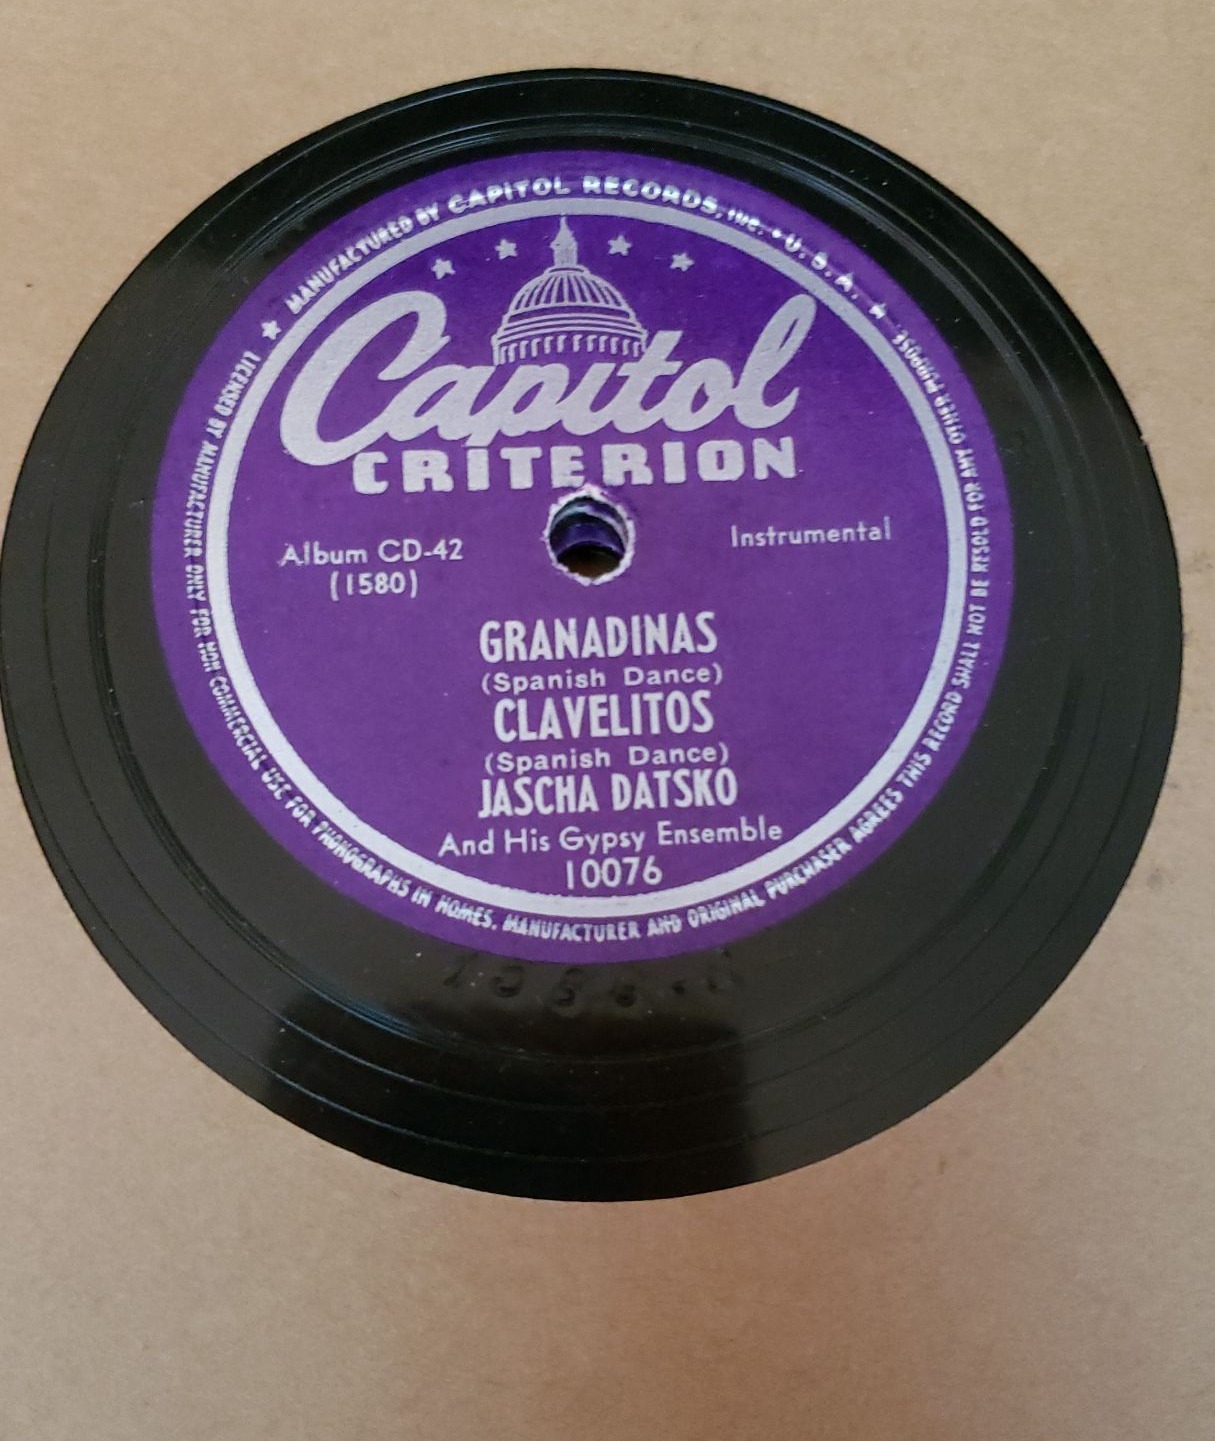 MANUFACTURED BY CAPITOL RECORDS, INC. • U.S.A.
Capitol
CRITERION
Album CD-42
Instrumental
(1580)
GRANADINAS
(Spanish Dance)
CLAVELITOS
(Spanish Dance)
JASCHA DATSKO
And His Gypsy Ensemble
10076
LICENSED BY MANUFACTURER ONLY FOR NON COMMERCIAL USE FOR PHONOGRAPHS IN HOMES. MANUFACTURER AND ORIGINAL PURCHASER AGREES THIS RECORD SHALL NOT BE RESOLD FOR ANY OTHER PURPOSE.